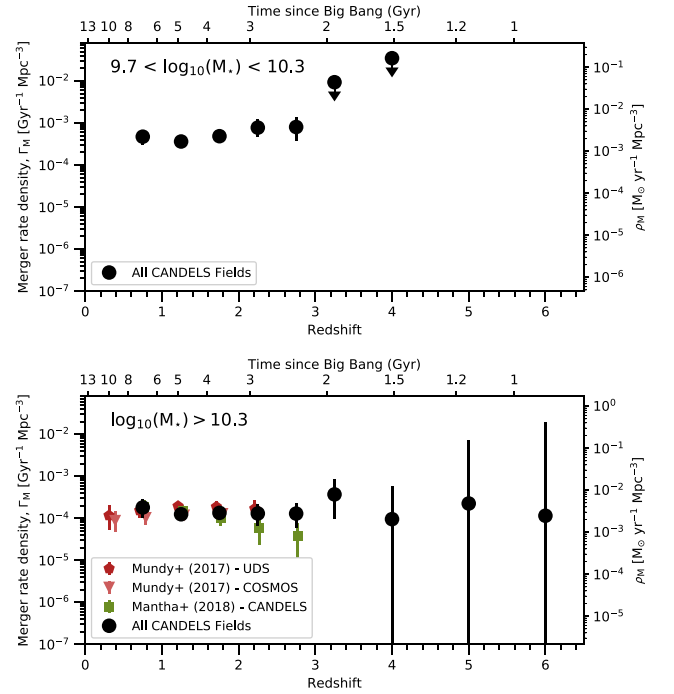 Time since Big Bang (Gyr)
13 10 8 7 6 5 4 3 2 1.5 1.2 1
9.7 < log₁₀(M⋆) < 10.3
Merger rate density, Γ_M [Gyr⁻¹ Mpc⁻³]
10⁻² 10⁻³ 10⁻⁴ 10⁻⁵ 10⁻⁶ 10⁻⁷
ρ_M [M⊙ yr⁻¹ Mpc⁻³]
10⁻¹ 10⁻² 10⁻³ 10⁻⁴ 10⁻⁵ 10⁻⁶
All CANDELS Fields
0 1 2 3 4 5 6
Redshift
Time since Big Bang (Gyr)
13 10 8 7 6 5 4 3 2 1.5 1.2 1
log₁₀(M⋆) > 10.3
Merger rate density, Γ_M [Gyr⁻¹ Mpc⁻³]
10⁻² 10⁻³ 10⁻⁴ 10⁻⁵ 10⁻⁶ 10⁻⁷
ρ_M [M⊙ yr⁻¹ Mpc⁻³]
10⁰ 10⁻¹ 10⁻² 10⁻³ 10⁻⁴ 10⁻⁵
Mundy+ (2017) - UDS
Mundy+ (2017) - COSMOS
Mantha+ (2018) - CANDELS
All CANDELS Fields
0 1 2 3 4 5 6
Redshift